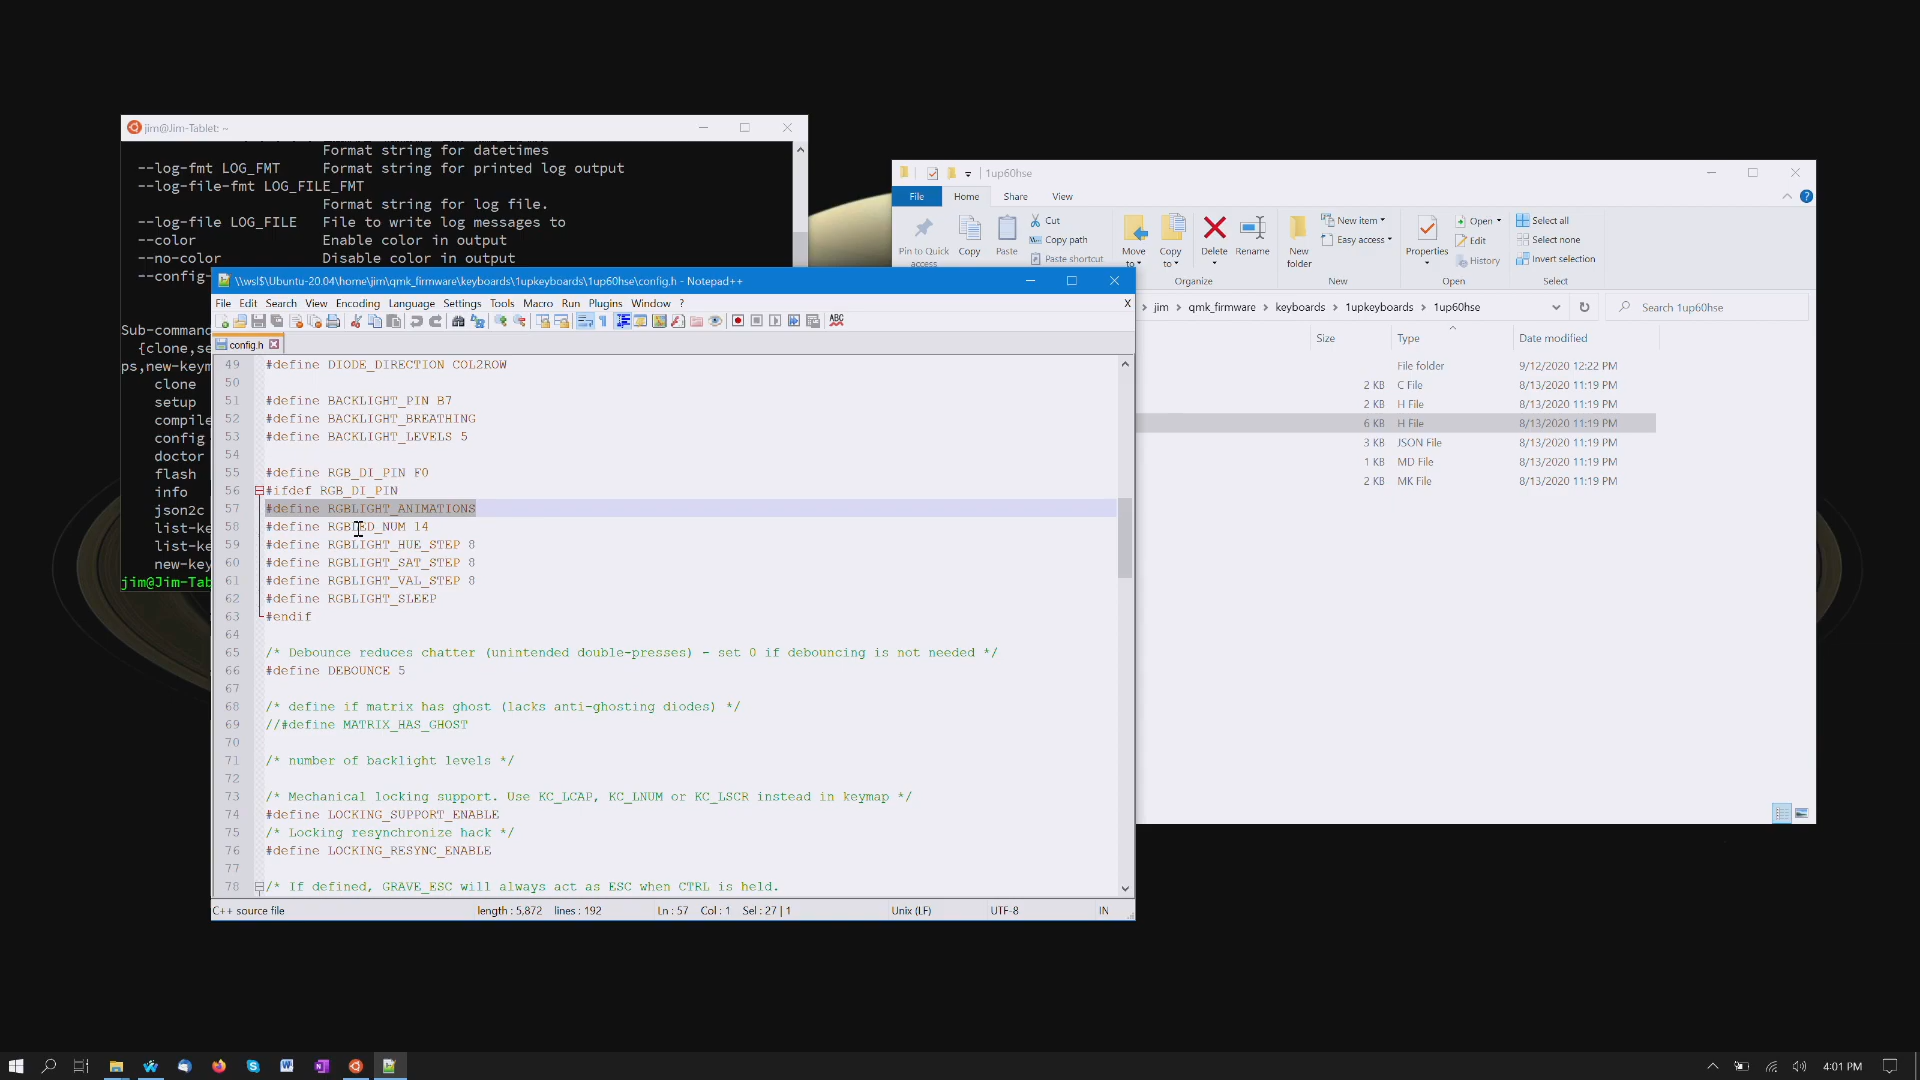 jim@Jim-Tablet: ~
Format string for datetimes
--log-fmt LOG_FMT Format string for printed log output
--log-file-fmt LOG_FILE_FMT
Format string for log file.
--log-file LOG_FILE File to write log messages to
--color Enable color in output
--no-color Disable color in output
--config-
Sub-comman
{clone,se
ps,new-keym
clone
setup
compile
config
doctor
flash
info
json2c
list-ke
list-ke
new-key
jim@Jim-Tab
1up60hse
File Home Share View
Pin to Quick access
Copy
Paste
Cut
Copy path
Paste shortcut
Move to
Copy to
Delete
Rename
Organize
New folder
New item
Easy access
New
Properties
Open
Edit
History
Open
Select all
Select none
Invert selection
Select
jim > qmk_firmware > keyboards > 1upkeyboards > 1up60hse
Search 1up60hse
Size Type Date modified
File folder 9/12/2020 12:22 PM
2 KB C File 8/13/2020 11:19 PM
2 KB H File 8/13/2020 11:19 PM
6 KB H File 8/13/2020 11:19 PM
3 KB JSON File 8/13/2020 11:19 PM
1 KB MD File 8/13/2020 11:19 PM
1 KB MK File 8/13/2020 11:19 PM
\\wsl$\Ubuntu-20.04\home\jim\qmk_firmware\keyboards\1upkeyboards\1up60hse\config.h - Notepad++
File Edit Search View Encoding Language Settings Tools Macro Run Plugins Window ? X
ABC
config.h
49 #define DIODE_DIRECTION COL2ROW
50
51 #define BACKLIGHT_PIN B7
52 #define BACKLIGHT_BREATHING
53 #define BACKLIGHT_LEVELS 5
54
55 #define RGB_DI_PIN F0
56 #ifdef RGB_DI_PIN
57 #define RGBLIGHT_ANIMATIONS
58 #define RGBLED_NUM 14
59 #define RGBLIGHT_HUE_STEP 8
60 #define RGBLIGHT_SAT_STEP 8
61 #define RGBLIGHT_VAL_STEP 8
62 #define RGBLIGHT_SLEEP
63 #endif
64
65 /* Debounce reduces chatter (unintended double-presses) - set 0 if debouncing is not needed */
66 #define DEBOUNCE 5
67
68 /* define if matrix has ghost (lacks anti-ghosting diodes) */
69 //#define MATRIX_HAS_GHOST
70
71 /* number of backlight levels */
72
73 /* Mechanical locking support. Use KC_LCAP, KC_LNUM or KC_LSCR instead in keymap */
74 #define LOCKING_SUPPORT_ENABLE
75 /* Locking resynchronize hack */
76 #define LOCKING_RESYNC_ENABLE
77
78 /* If defined, GRAVE_ESC will always act as ESC when CTRL is held.
C++ source file length : 5,872 lines : 192 Ln : 57 Col : 1 Sel : 27 | 1 Unix (LF) UTF-8 IN
4:01 PM